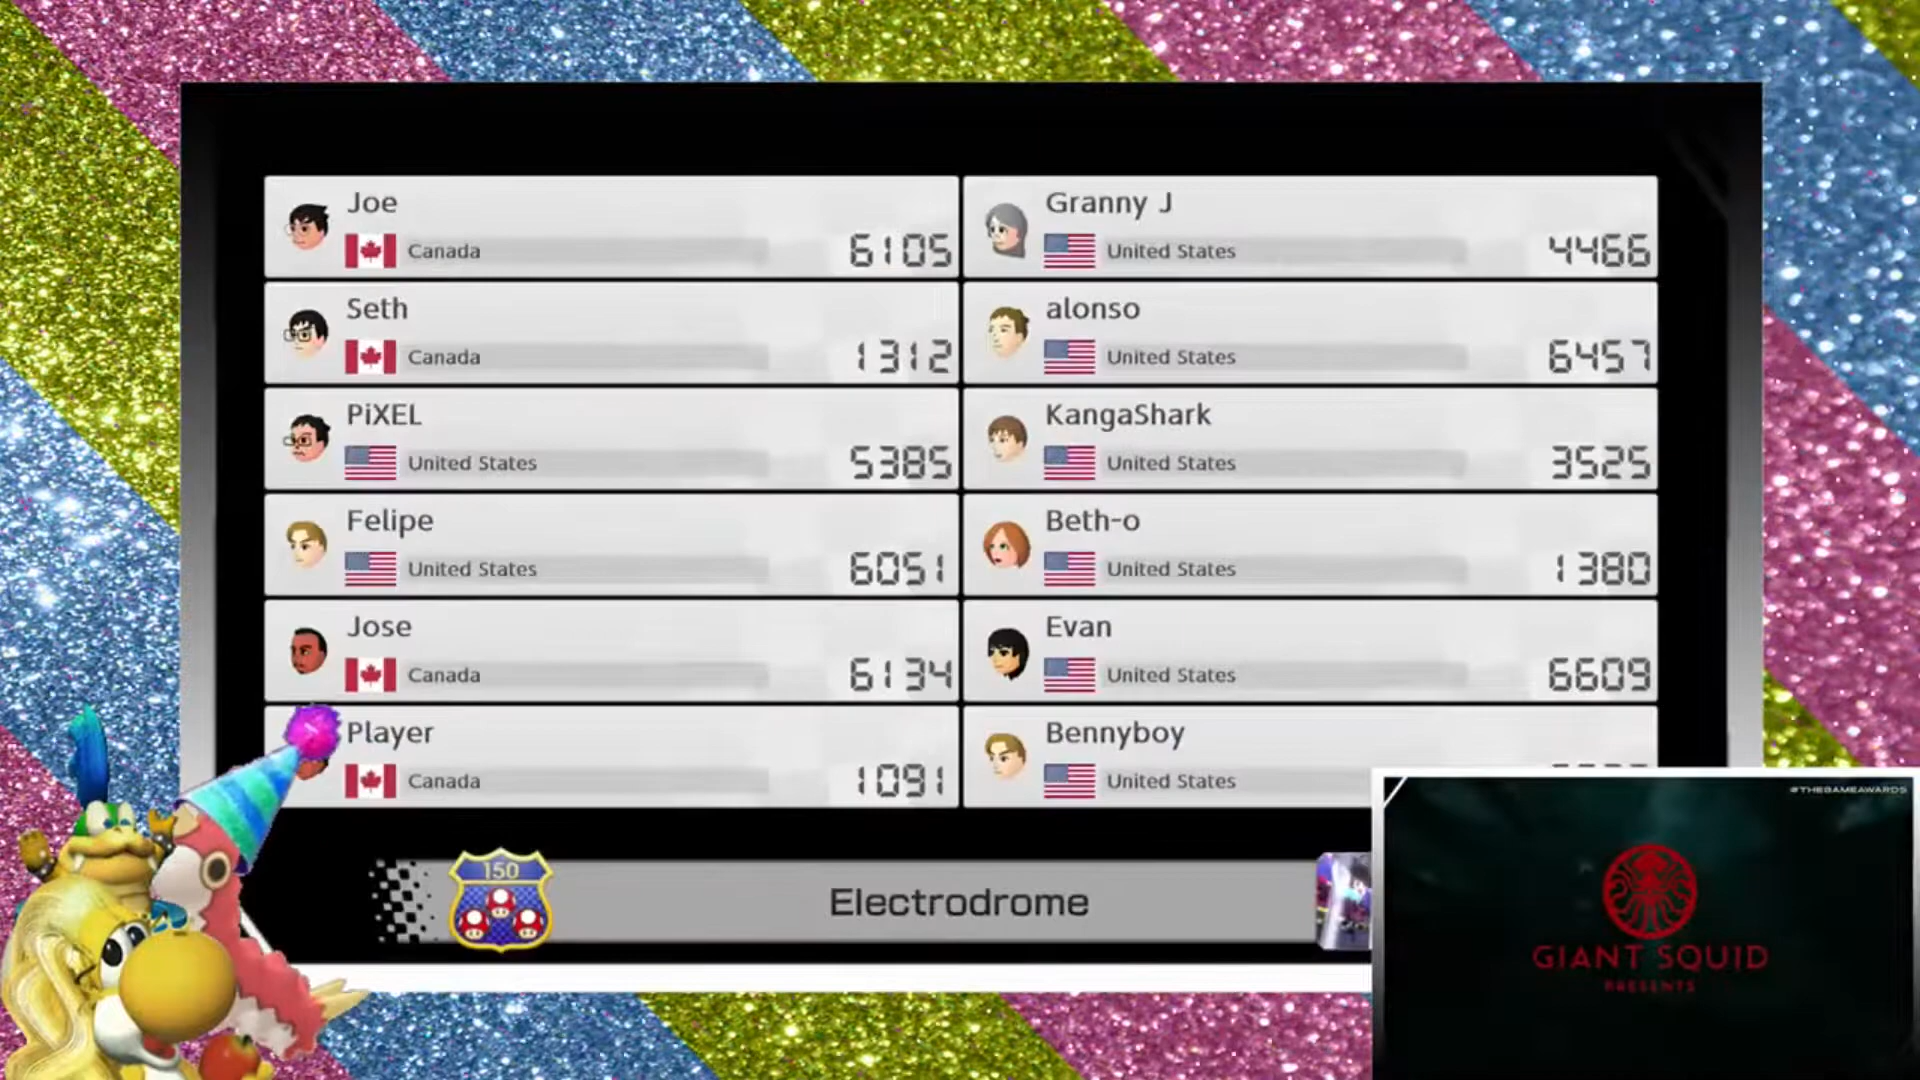 Joe
Canada
6105
Granny J
United States
4466
Seth
Canada
1312
alonso
United States
6457
PiXEL
United States
5385
KangaShark
United States
3525
Felipe
United States
6051
Beth-o
United States
1380
Jose
Canada
6134
Evan
United States
6609
Player
Canada
1091
Bennyboy
United States
150
Electrodrome
#THEGAMEAWARDS
GIANT SQUID
PRESENTS